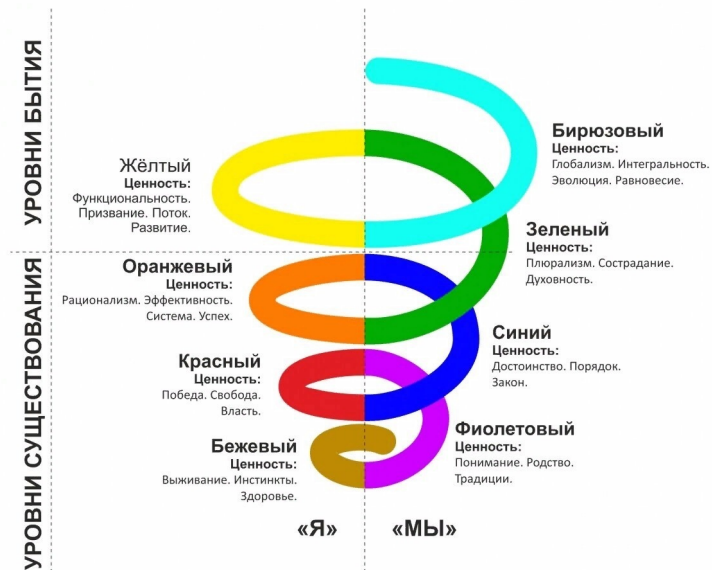 УРОВНИ БЫТИЯ
Бирюзовый
Ценность:
Глобализм. Интегральность.
Эволюция. Равновесие.
Жёлтый
Ценность:
Функциональность.
Призвание. Поток.
Развитие.
Зеленый
Ценность:
Плюрализм. Сострадание.
Духовность.
УРОВНИ СУЩЕСТВОВАНИЯ
Оранжевый
Ценность:
Рационализм. Эффективность.
Система. Успех.
Синий
Ценность:
Достоинство. Порядок.
Закон.
Красный
Ценность:
Победа. Свобода.
Власть.
Фиолетовый
Ценность:
Понимание. Родство.
Традиции.
Бежевый
Ценность:
Выживание. Инстинкты.
Здоровье.
«Я» «МЫ»